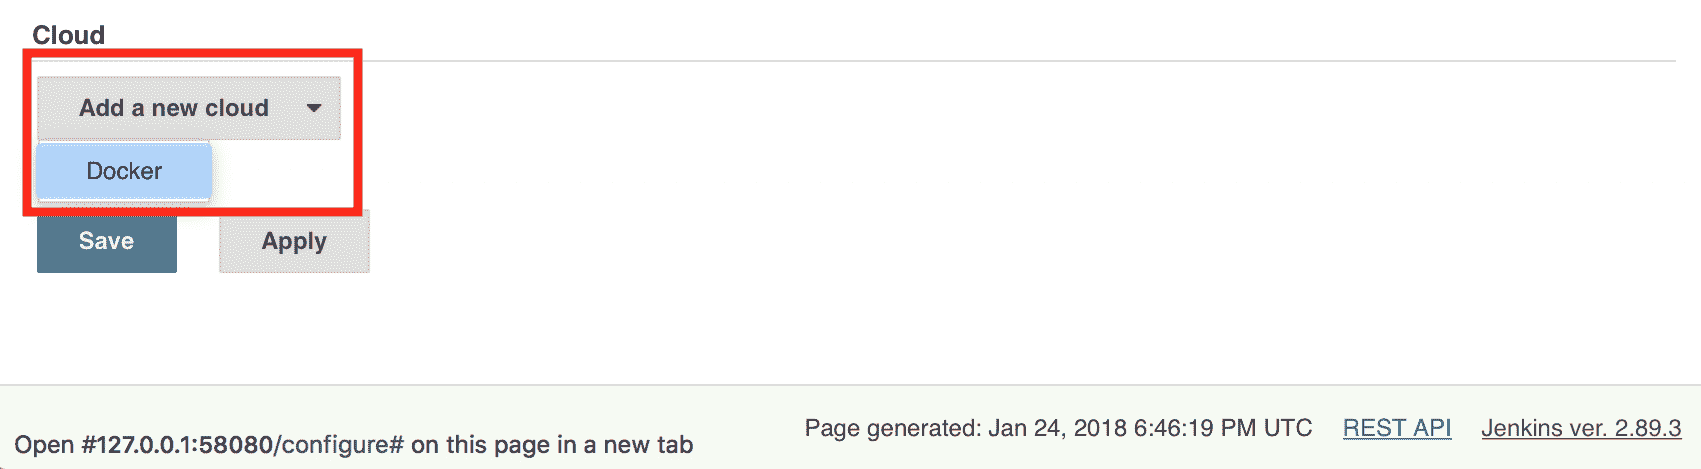 Cloud
Add a new cloud
Docker
Save Apply
Page generated: Jan 24, 2018 6:46:19 PM UTC REST API Jenkins ver. 2.89.3
Open #127.0.0.1:58080/configure# on this page in a new tab